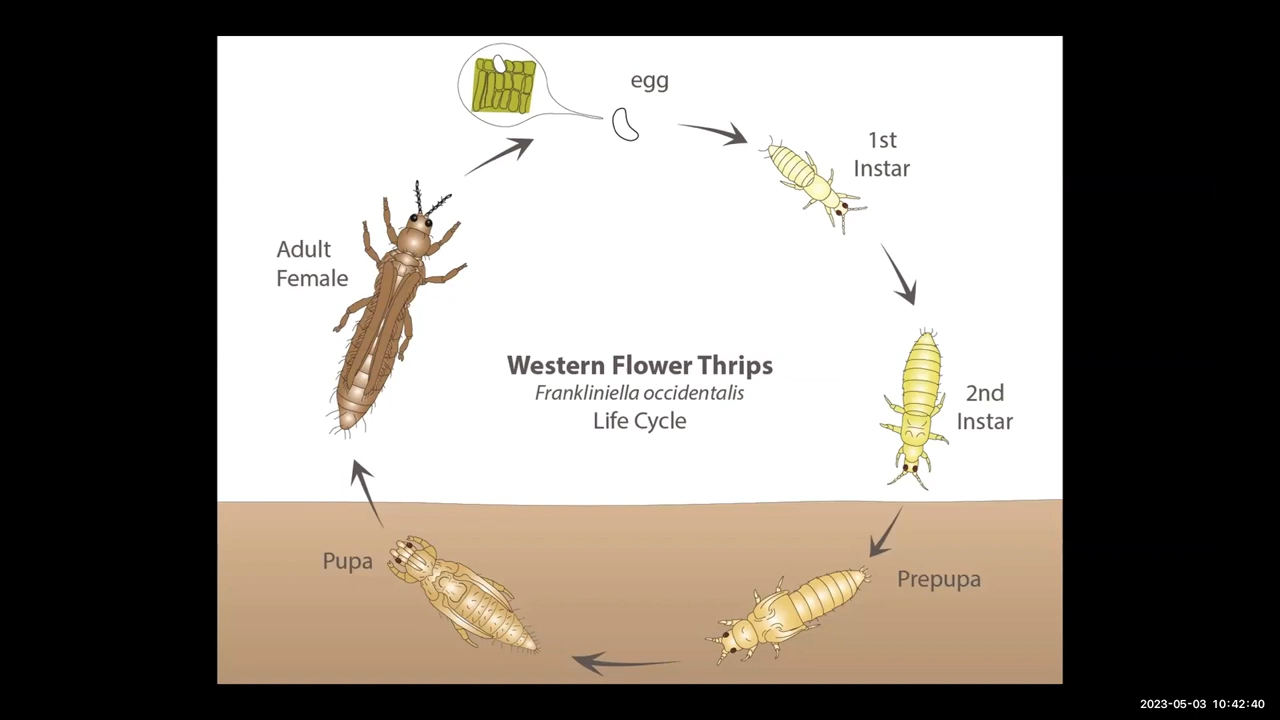 egg
1st
Instar
Adult
Female
Western Flower Thrips
Frankliniella occidentalis
Life Cycle
2nd
Instar
Pupa
Prepupa
2023-05-03 10:42:40